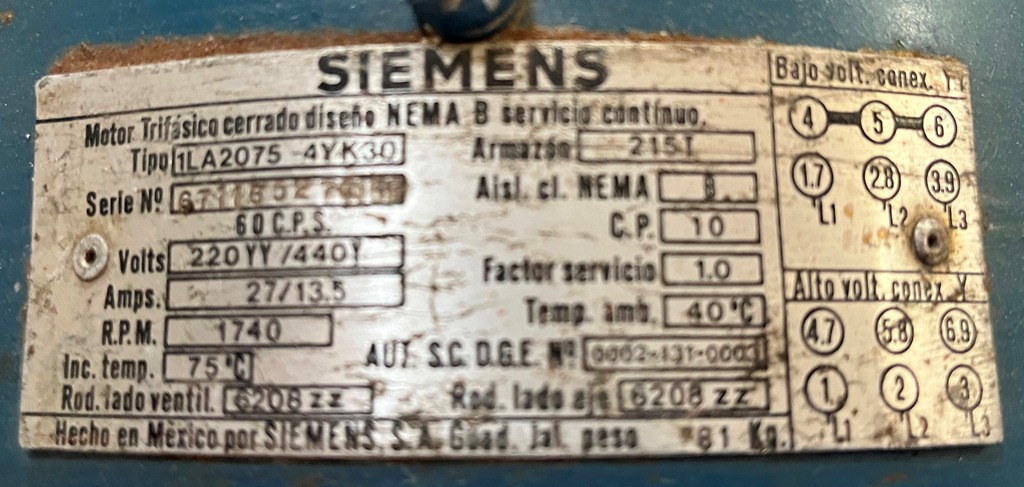 SIEMENS
Motor Trifásico cerrado diseño NEMA B servicio contínuo.
Tipo 1LA2075 -4YK30
Armazón 215T
Serie Nº
Aisl. cl. NEMA B
60 C.P.S.
C.P. 10
Volts 220YY/440Y
Factor servicio 1.0
Amps. 27/13.5
Temp. amb. 40°C
R.P.M. 1740
AUT. S.C.D.G.E. Nº
Inc. temp. 75°C
Rod. lado ventil. 6208 ZZ
Rod. lado eje 6208 ZZ
Hecho en México por SIEMENS, S.A. Guad. Jal. peso 81 Kg.
Bajo volt. conex. YY
4 5 6
1.7 2.8 3.9
L1 L2 L3
Alto volt. conex. Y
4.7 5.8 6.9
1 2 3
L1 L2 L3